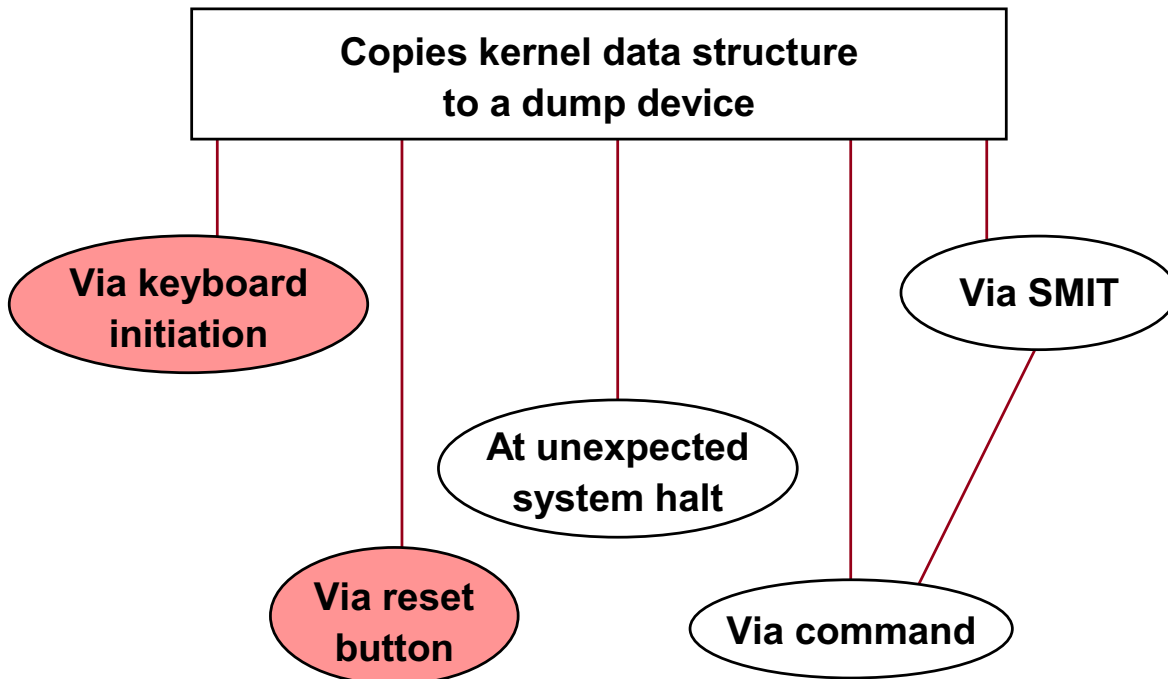 Copies kernel data structure
to a dump device
Via keyboard
initiation
Via SMIT
At unexpected
system halt
Via reset
button
Via command